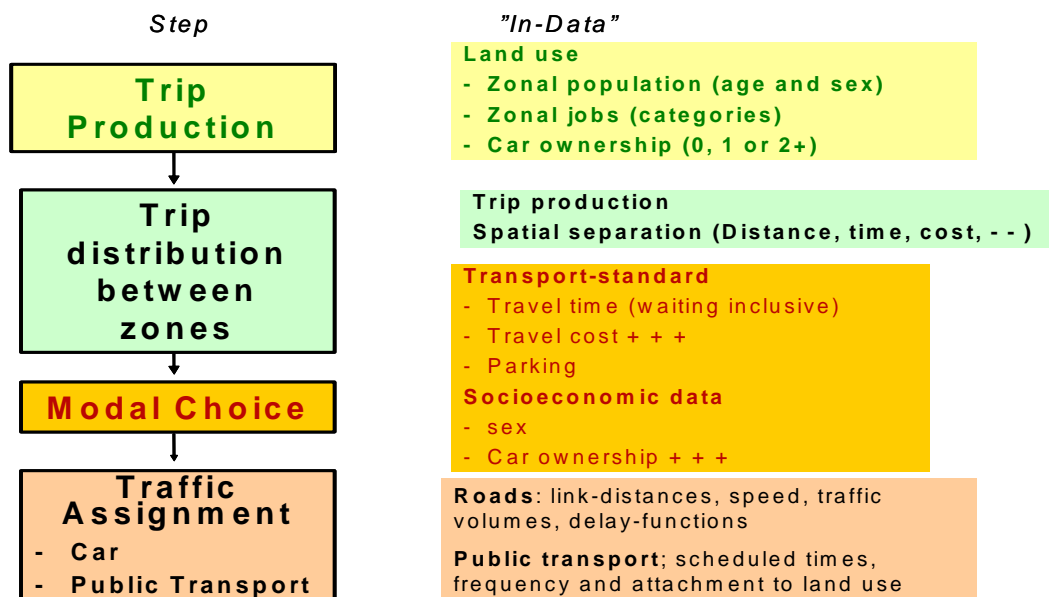 Step
"In-Data"
Trip
Production
Land use
- Zonal population (age and sex)
- Zonal jobs (categories)
- Car ownership (0, 1 or 2+)
Trip
distribution
between
zones
Trip production
Spatial separation (Distance, time, cost, - - )
Modal Choice
Transport-standard
- Travel time (waiting inclusive)
- Travel cost + + +
- Parking
Socioeconomic data
- sex
- Car ownership + + +
Traffic
Assignment
- Car
- Public Transport
Roads: link-distances, speed, traffic
volumes, delay-functions
Public transport; scheduled times,
frequency and attachment to land use